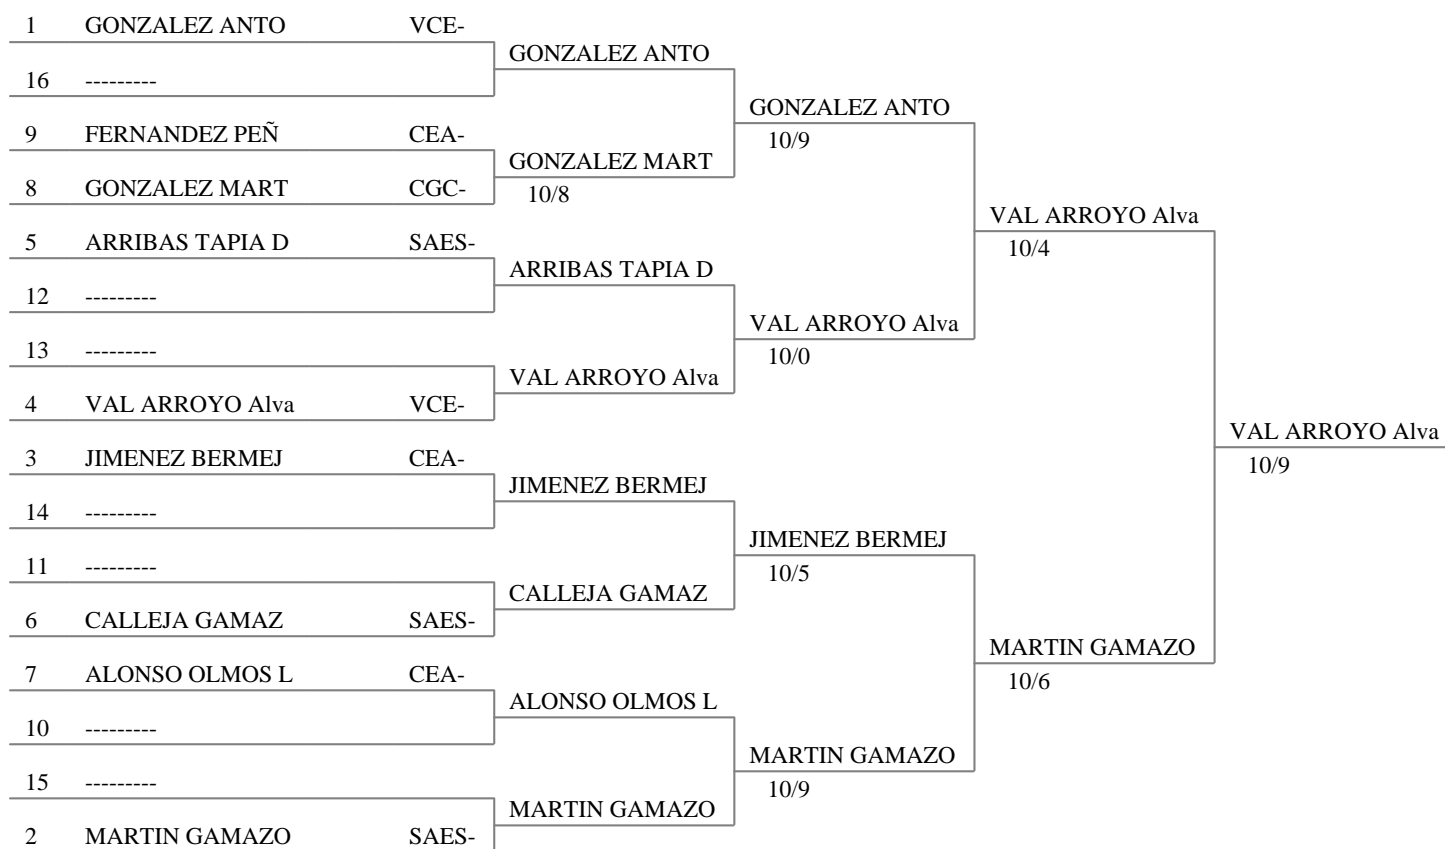 1 GONZALEZ ANTO VCE-
16 ---------
9 FERNANDEZ PEÑ CEA-
8 GONZALEZ MART CGC-
5 ARRIBAS TAPIA D SAES-
12 ---------
13 ---------
4 VAL ARROYO Alva VCE-
3 JIMENEZ BERMEJ CEA-
14 ---------
11 ---------
6 CALLEJA GAMAZ SAES-
7 ALONSO OLMOS L CEA-
10 ---------
15 ---------
2 MARTIN GAMAZO SAES-
GONZALEZ ANTO
GONZALEZ MART
10/8
ARRIBAS TAPIA D
VAL ARROYO Alva
JIMENEZ BERMEJ
CALLEJA GAMAZ
ALONSO OLMOS L
MARTIN GAMAZO
GONZALEZ ANTO
10/9
VAL ARROYO Alva
10/0
JIMENEZ BERMEJ
10/5
MARTIN GAMAZO
10/9
VAL ARROYO Alva
10/4
MARTIN GAMAZO
10/6
VAL ARROYO Alva
10/9